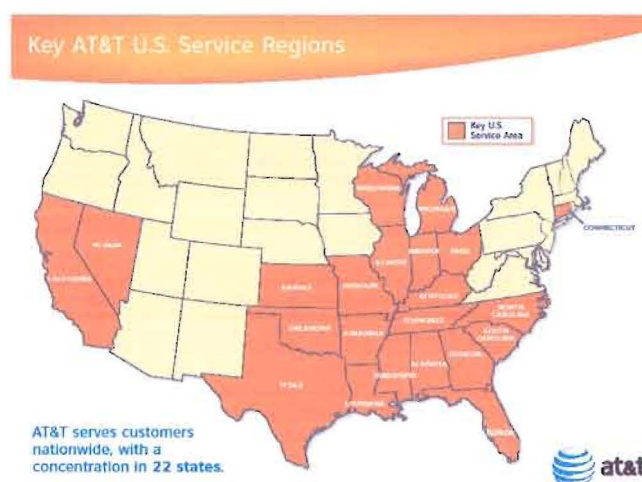 Key AT&T U.S. Service Regions
Key U.S.
Service Area
WISCONSIN
MICHIGAN
NEVADA
CALIFORNIA
ILLINOIS
INDIANA
OHIO
CONNECTICUT
KANSAS
MISSOURI
KENTUCKY
OKLAHOMA
ARKANSAS
TENNESSEE
NORTH
CAROLINA
SOUTH
CAROLINA
TEXAS
LOUISIANA
MISSISSIPPI
ALABAMA
GEORGIA
FLORIDA
AT&T serves customers
nationwide, with a
concentration in 22 states.
at&t